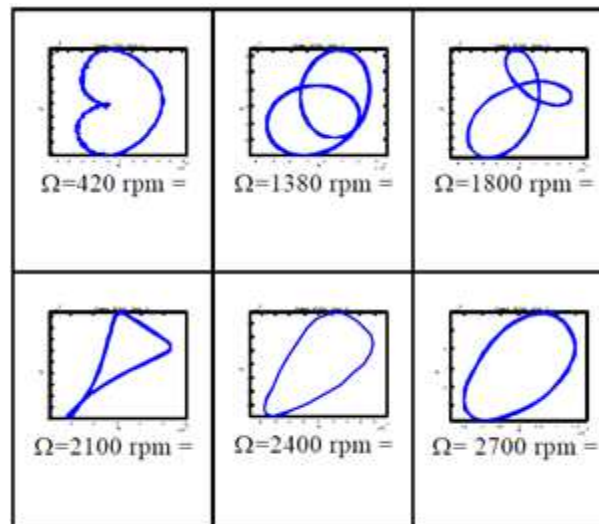 Ω=420 rpm =
Ω=1380 rpm =
Ω=1800 rpm =
Ω=2100 rpm =
Ω=2400 rpm =
Ω= 2700 rpm =